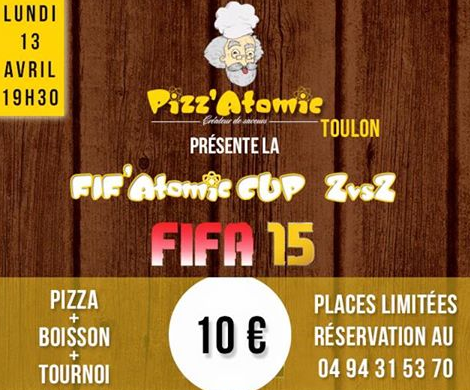 LUNDI
13
AVRIL
19H30
Pizz'Atomic
Créateur de saveurs
TOULON
PRÉSENTE LA
FIF'Atomic CUP ZvsZ
FIFA 15
PIZZA
+
BOISSON
+
TOURNOI
10 €
PLACES LIMITÉES
RÉSERVATION AU
04 94 31 53 70